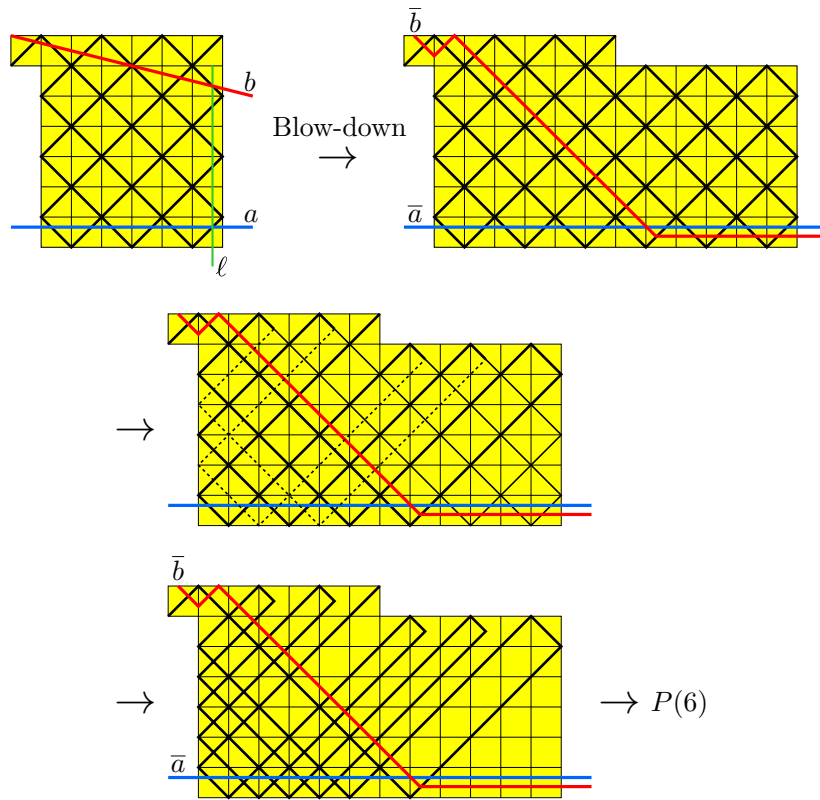 b̅
b
Blow-down
→
a
a̅
ℓ
→
b̅
→
→ P(6)
a̅